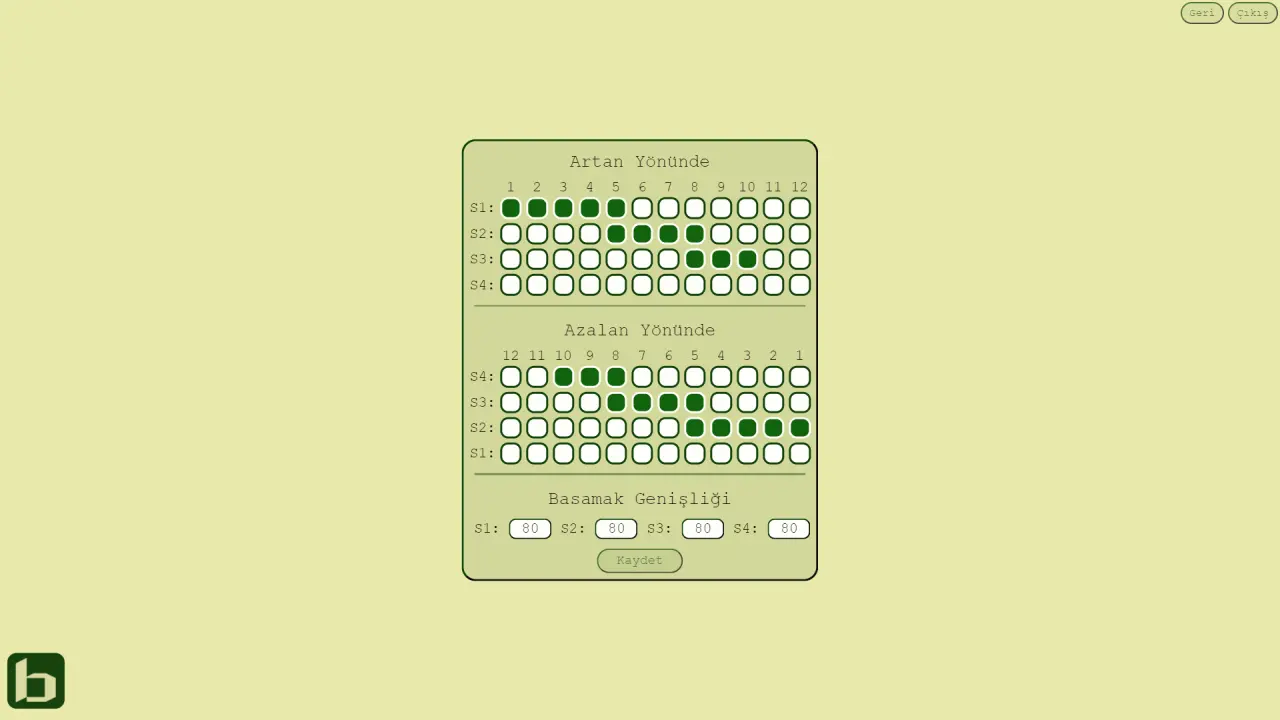 Geri Çıkış
Artan Yönünde
1 2 3 4 5 6 7 8 9 10 11 12
S1:
S2:
S3:
S4:
Azalan Yönünde
12 11 10 9 8 7 6 5 4 3 2 1
S4:
S3:
S2:
S1:
Basamak Genişliği
S1: 80 S2: 80 S3: 80 S4: 80
Kaydet
b